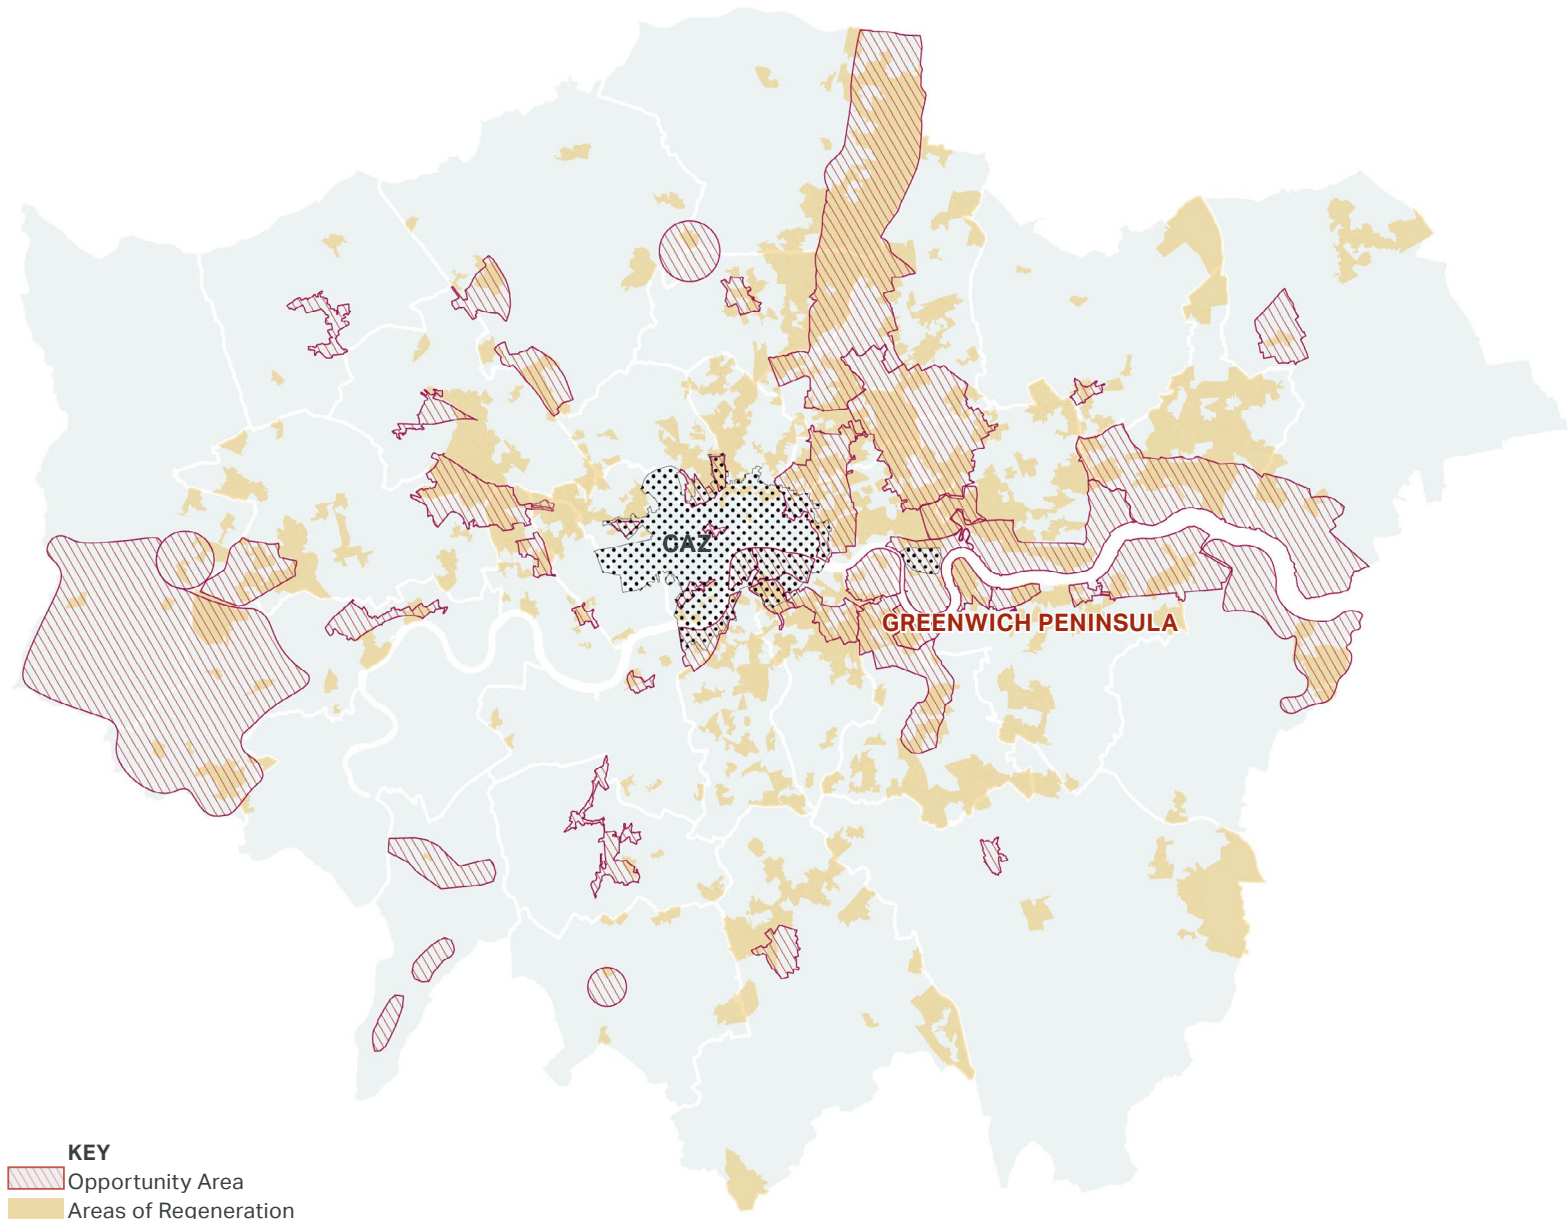 CAZ
GREENWICH PENINSULA
KEY
Opportunity Area
Areas of Regeneration